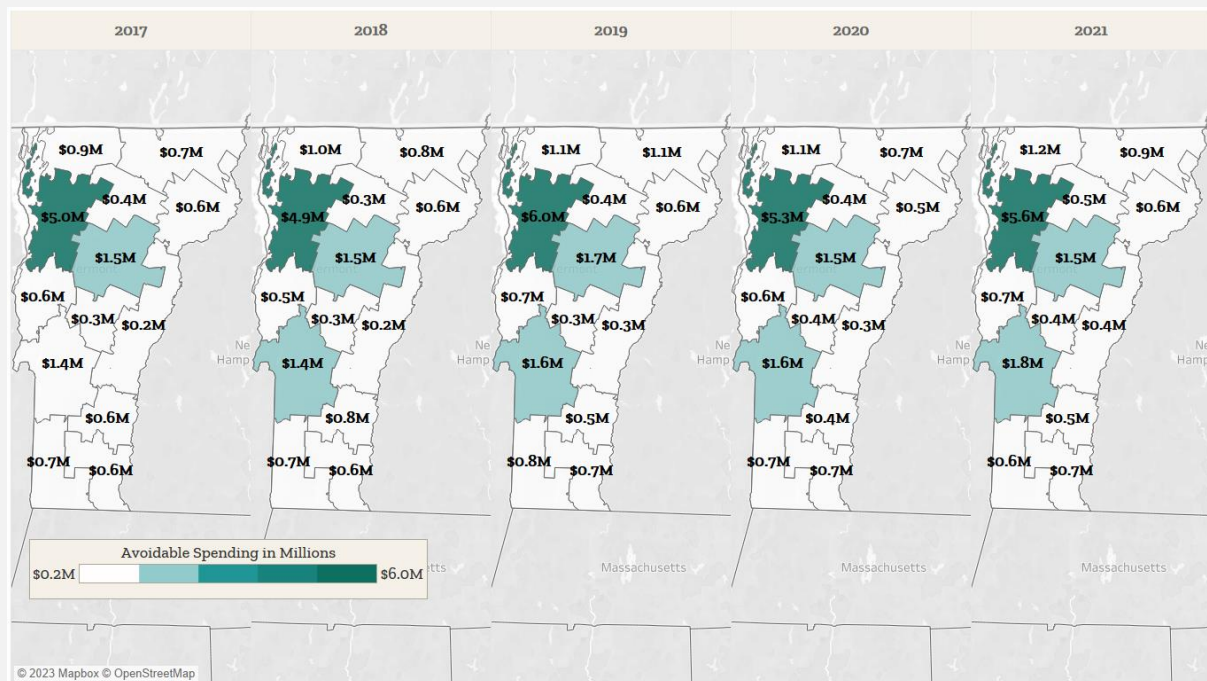 2017 2018 2019 2020 2021
$0.9M $0.7M $1.0M $0.8M $1.1M $1.1M $1.1M $0.7M $1.2M $0.9M
$0.4M $0.6M $0.3M $0.6M $0.4M $0.6M $0.4M $0.5M $0.5M $0.6M
$5.0M $4.9M $6.0M $5.3M $5.6M
$1.5M $1.5M $1.7M $1.5M $1.5M
$0.6M $0.5M $0.7M $0.6M $0.7M
$0.3M $0.2M $0.3M $0.2M $0.3M $0.3M $0.4M $0.3M $0.4M $0.4M
Ne Ne Ne
Hamp Hamp Hamp
$1.4M $1.4M $1.6M $1.6M $1.8M
$0.6M $0.8M $0.5M $0.4M $0.5M
$0.7M $0.6M $0.7M $0.6M $0.8M $0.7M $0.7M $0.7M $0.6M $0.7M
Avoidable Spending in Millions
$0.2M $6.0M
tts Massachusetts Massachusetts Massachusetts
© 2023 Mapbox © OpenStreetMap